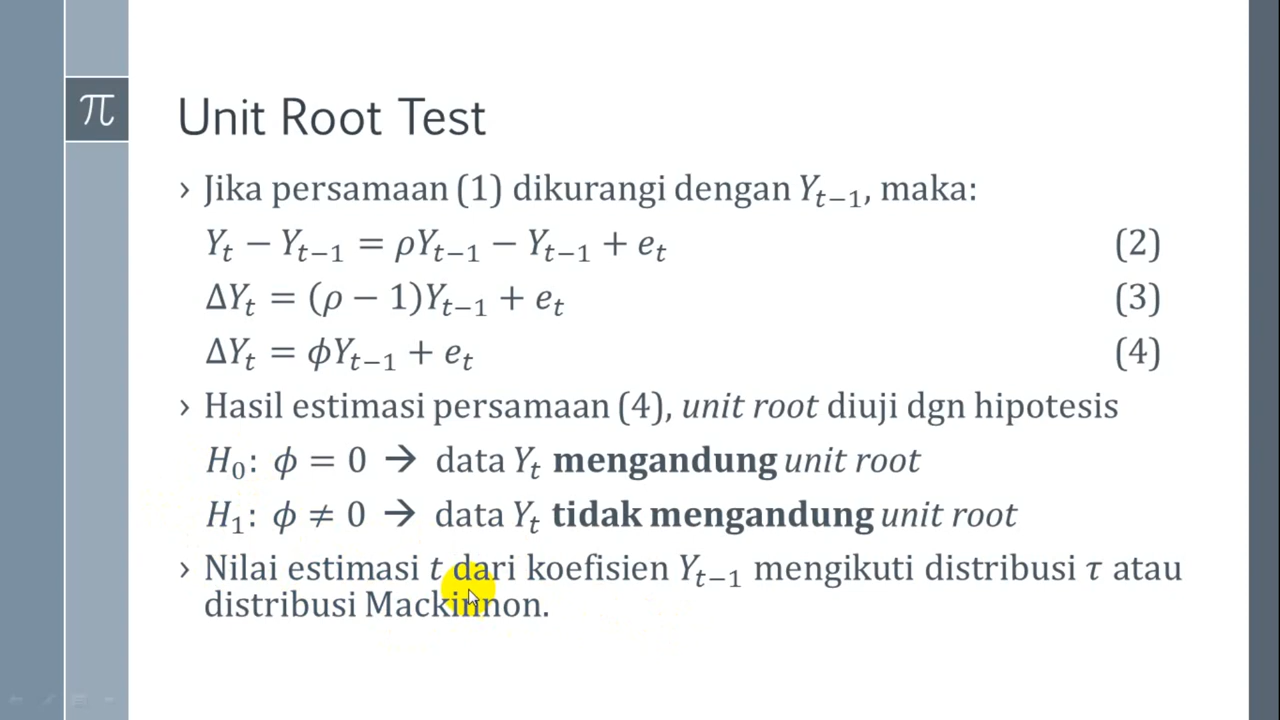 π
Unit Root Test
› Jika persamaan (1) dikurangi dengan Yₜ₋₁, maka:
Yₜ − Yₜ₋₁ = ρYₜ₋₁ − Yₜ₋₁ + eₜ (2)
ΔYₜ = (ρ − 1)Yₜ₋₁ + eₜ (3)
ΔYₜ = ϕYₜ₋₁ + eₜ (4)
› Hasil estimasi persamaan (4), unit root diuji dgn hipotesis
H₀: ϕ = 0 → data Yₜ mengandung unit root
H₁: ϕ ≠ 0 → data Yₜ tidak mengandung unit root
› Nilai estimasi t dari koefisien Yₜ₋₁ mengikuti distribusi τ atau
distribusi Mackinnon.